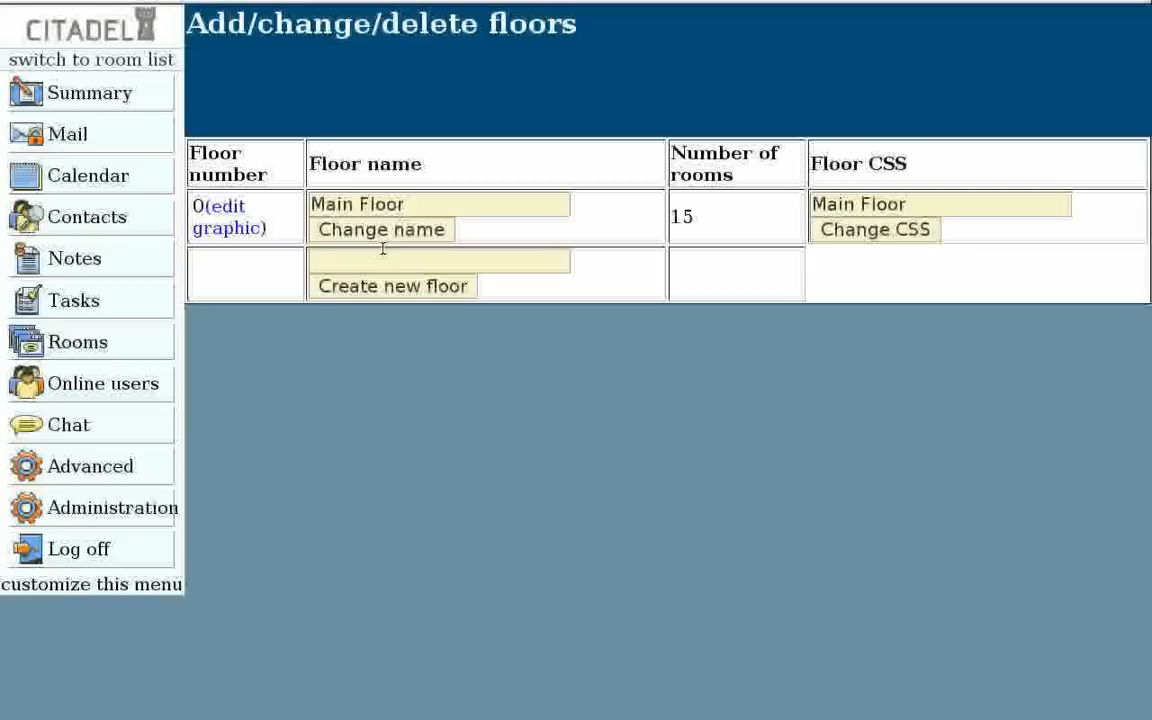 CITADEL
Add/change/delete floors
switch to room list
Summary
Mail
Calendar
Contacts
Notes
Tasks
Rooms
Online users
Chat
Advanced
Administration
Log off
customize this menu
Floor number
Floor name
Number of rooms
Floor CSS
0(edit graphic)
Main Floor
Change name
15
Main Floor
Change CSS
Create new floor